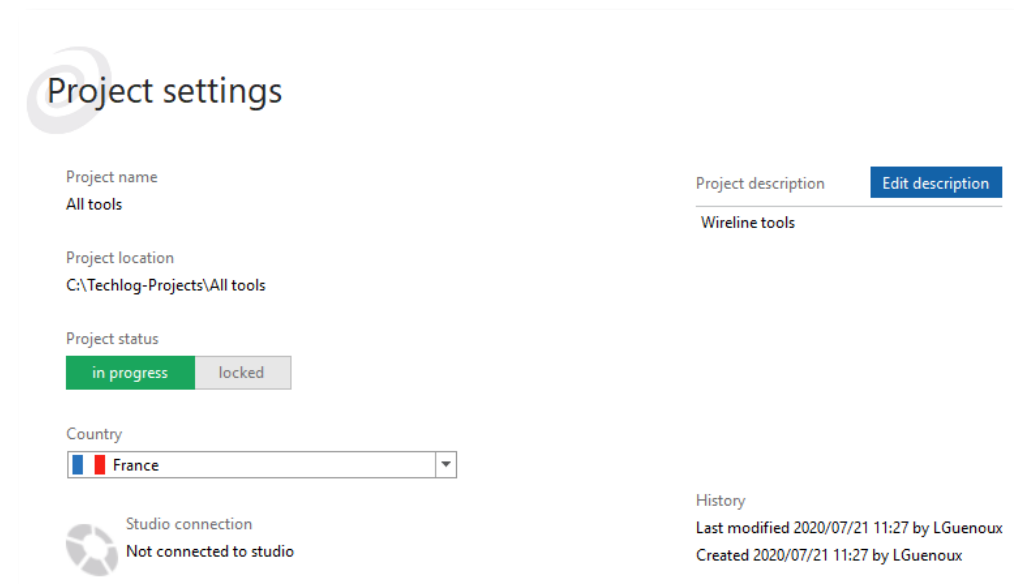 Project settings
Project name
All tools
Project location
C:\Techlog-Projects\All tools
Project status
in progress locked
Country
France
Studio connection
Not connected to studio
Project description Edit description
Wireline tools
History
Last modified 2020/07/21 11:27 by LGuenoux
Created 2020/07/21 11:27 by LGuenoux